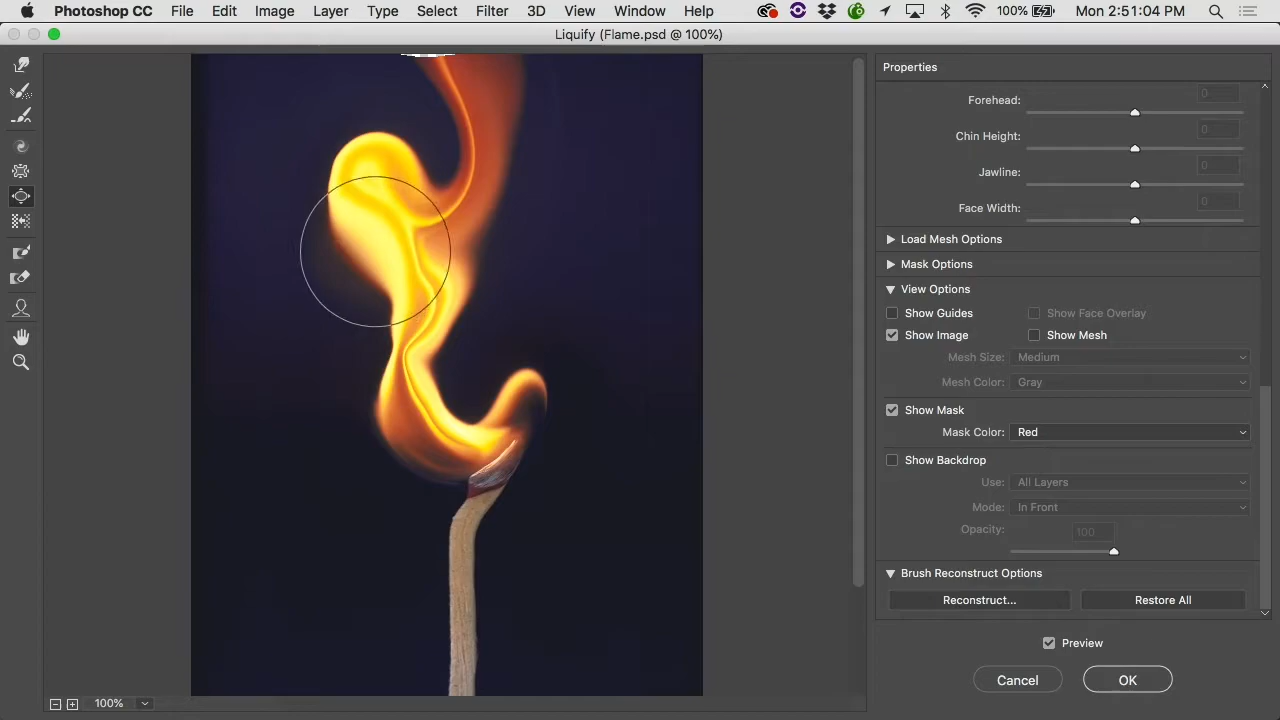 Photoshop CC File Edit Image Layer Type Select Filter 3D View Window Help 100% Mon 2:51:04 PM
Liquify (Flame.psd @ 100%)
Properties
Forehead: 0
Chin Height: 0
Jawline: 0
Face Width: 0
Load Mesh Options
Mask Options
View Options
Show Guides Show Face Overlay
Show Image Show Mesh
Mesh Size: Medium
Mesh Color: Gray
Show Mask
Mask Color: Red
Show Backdrop
Use: All Layers
Mode: In Front
Opacity: 100
Brush Reconstruct Options
Reconstruct... Restore All
Preview
Cancel OK
100%